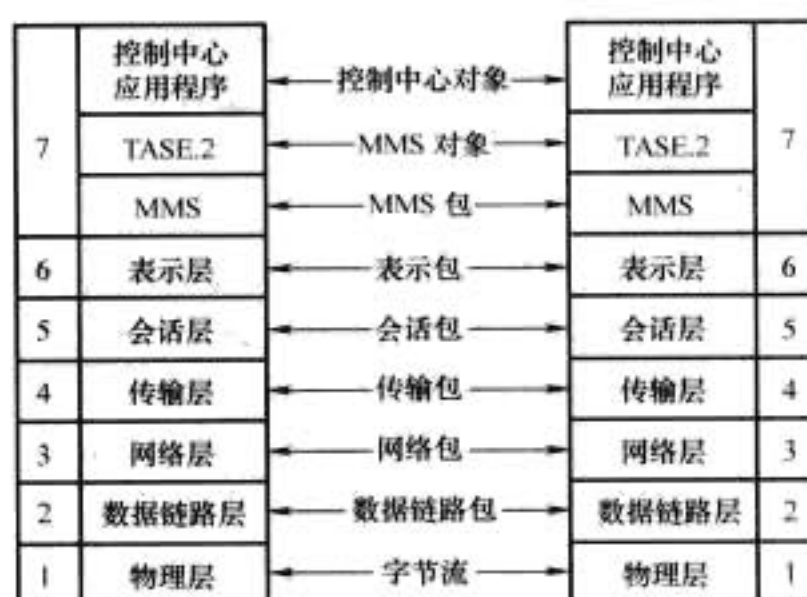 控制中心
应用程序
控制中心对象
控制中心
应用程序
7
TASE.2
MMS 对象
TASE.2
7
MMS
MMS 包
MMS
6
表示层
表示包
表示层
6
5
会话层
会话包
会话层
5
4
传输层
传输包
传输层
4
3
网络层
网络包
网络层
3
2
数据链路层
数据链路包
数据链路层
2
1
物理层
字节流
物理层
1